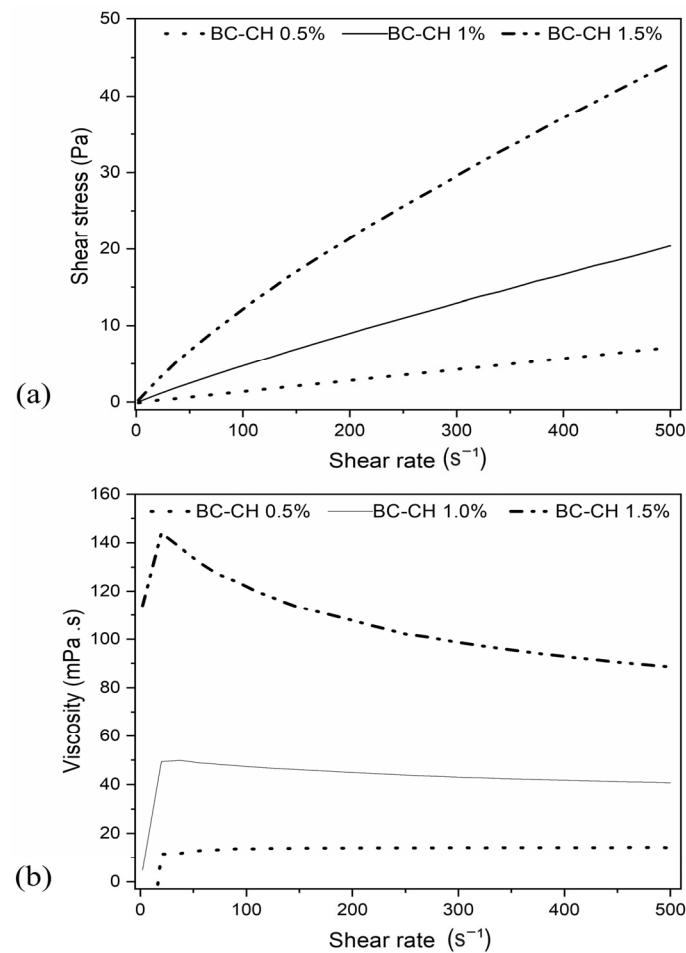 BC-CH 0.5% BC-CH 1% BC-CH 1.5%
50
40
30
20
10
0
Shear stress (Pa)
0 100 200 300 400 500
Shear rate (s⁻¹)
(a)
BC-CH 0.5% BC-CH 1.0% BC-CH 1.5%
160
140
120
100
80
60
40
20
0
Viscosity (mPa .s)
0 100 200 300 400 500
Shear rate (s⁻¹)
(b)